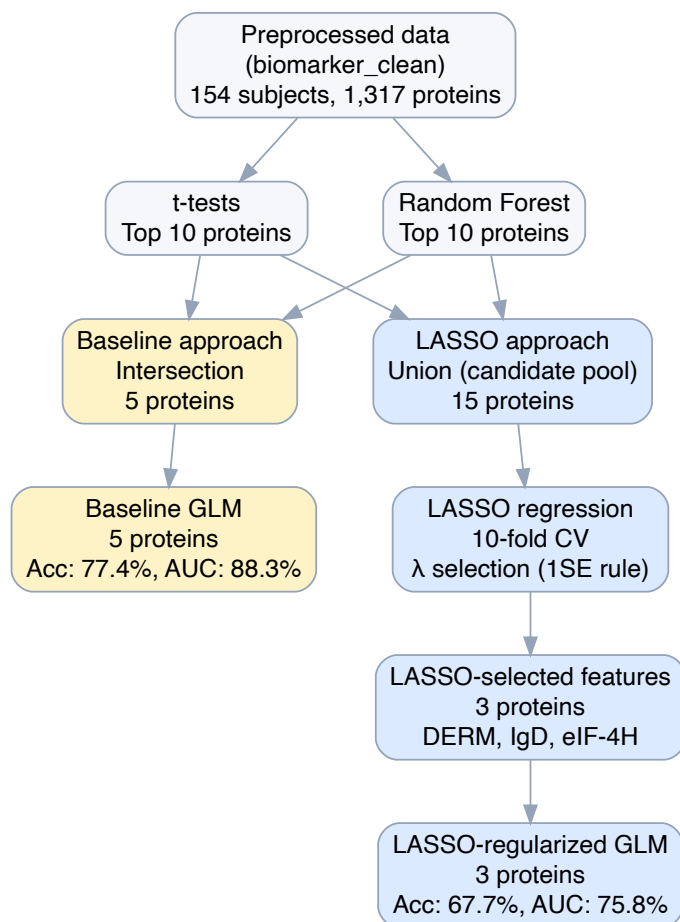 Preprocessed data
(biomarker_clean)
154 subjects, 1,317 proteins
t-tests
Top 10 proteins
Random Forest
Top 10 proteins
Baseline approach
Intersection
5 proteins
LASSO approach
Union (candidate pool)
15 proteins
Baseline GLM
5 proteins
Acc: 77.4%, AUC: 88.3%
LASSO regression
10-fold CV
λ selection (1SE rule)
LASSO-selected features
3 proteins
DERM, IgD, eIF-4H
LASSO-regularized GLM
3 proteins
Acc: 67.7%, AUC: 75.8%